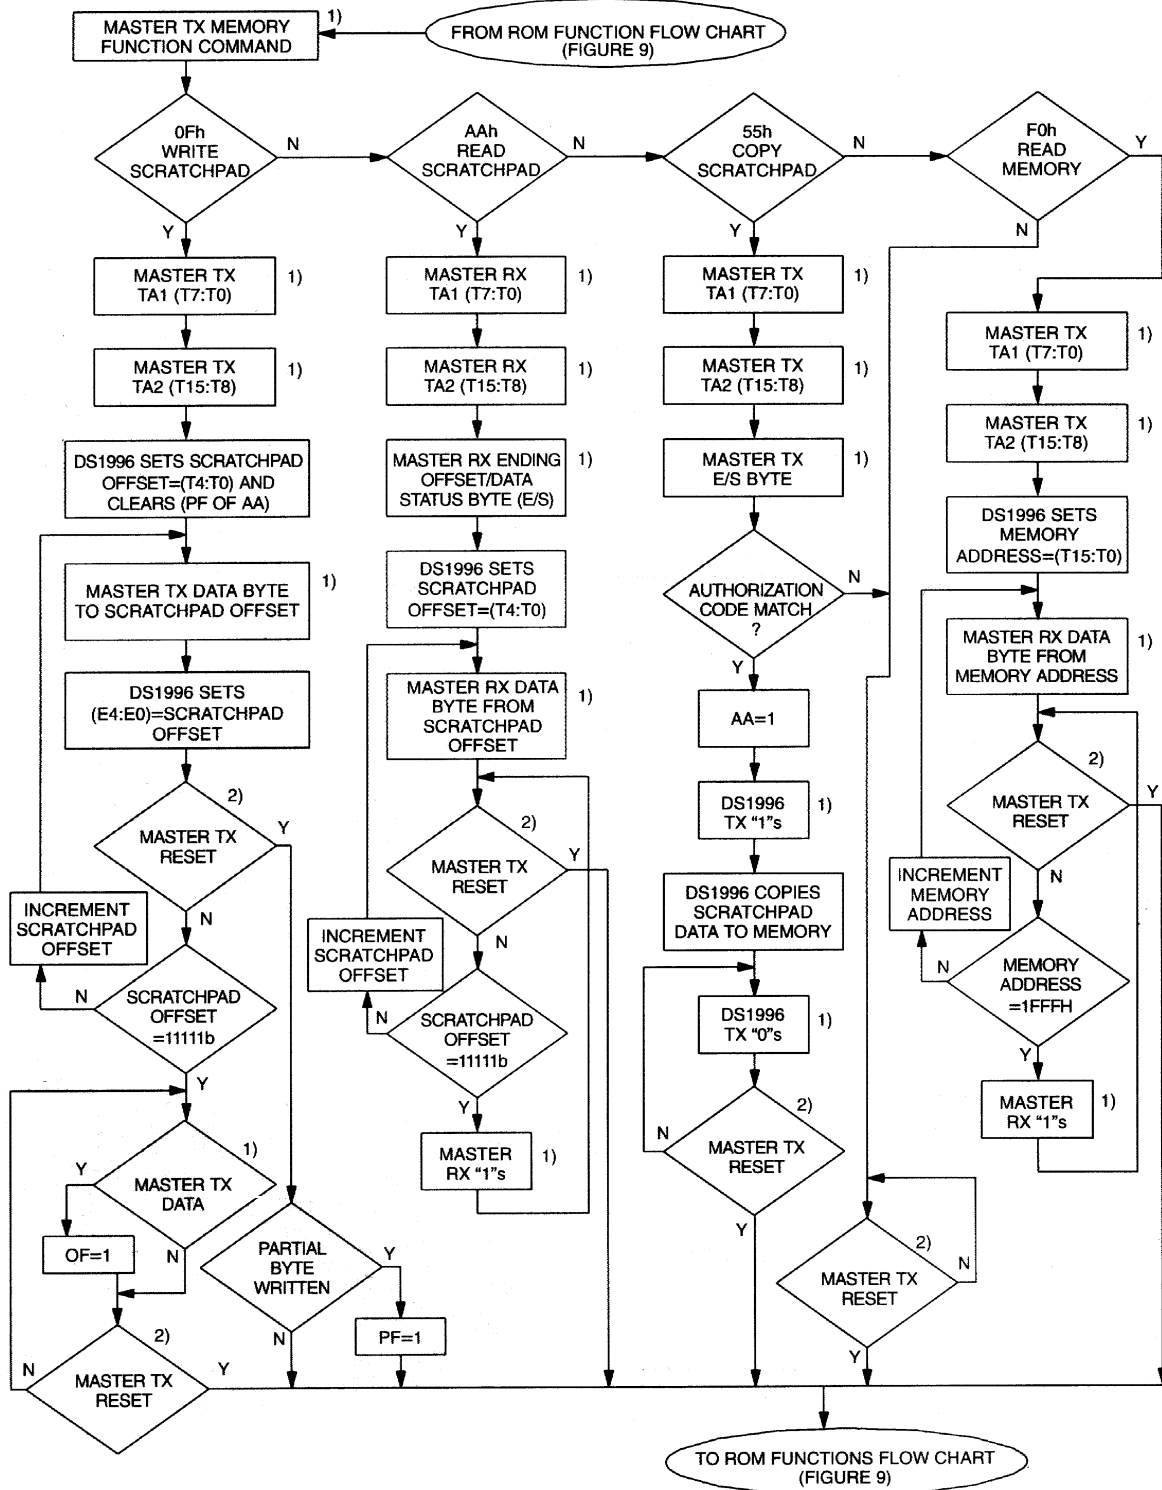 MASTER TX MEMORY
FUNCTION COMMAND
1)
FROM ROM FUNCTION FLOW CHART
(FIGURE 9)
0Fh
WRITE
SCRATCHPAD
N
Y
MASTER TX
TA1 (T7:T0)
1)
MASTER TX
TA2 (T15:T8)
1)
DS1996 SETS SCRATCHPAD
OFFSET=(T4:T0) AND
CLEARS (PF OF AA)
MASTER TX DATA BYTE
TO SCRATCHPAD OFFSET
1)
DS1996 SETS
(E4:E0)=SCRATCHPAD
OFFSET
2)
MASTER TX
RESET
Y
N
INCREMENT
SCRATCHPAD
OFFSET
N
SCRATCHPAD
OFFSET
=11111b
Y
1)
MASTER TX
DATA
Y
N
OF=1
2)
MASTER TX
RESET
N
Y
PARTIAL
BYTE
WRITTEN
Y
N
PF=1
AAh
READ
SCRATCHPAD
N
Y
MASTER RX
TA1 (T7:T0)
1)
MASTER RX
TA2 (T15:T8)
1)
MASTER RX ENDING
OFFSET/DATA
STATUS BYTE (E/S)
1)
DS1996 SETS
SCRATCHPAD
OFFSET=(T4:T0)
MASTER RX DATA
BYTE FROM
SCRATCHPAD
OFFSET
1)
2)
MASTER TX
RESET
Y
N
INCREMENT
SCRATCHPAD
OFFSET
N
SCRATCHPAD
OFFSET
=11111b
Y
MASTER
RX "1"s
1)
55h
COPY
SCRATCHPAD
N
Y
MASTER TX
TA1 (T7:T0)
1)
MASTER TX
TA2 (T15:T8)
1)
MASTER TX
E/S BYTE
1)
AUTHORIZATION
CODE MATCH
?
N
Y
AA=1
DS1996
TX "1"s
1)
DS1996 COPIES
SCRATCHPAD
DATA TO MEMORY
DS1996
TX "0"s
1)
2)
MASTER TX
RESET
N
Y
F0h
READ
MEMORY
Y
N
MASTER TX
TA1 (T7:T0)
1)
MASTER TX
TA2 (T15:T8)
1)
DS1996 SETS
MEMORY
ADDRESS=(T15:T0)
MASTER RX DATA
BYTE FROM
MEMORY ADDRESS
1)
2)
MASTER TX
RESET
Y
N
INCREMENT
MEMORY
ADDRESS
N
MEMORY
ADDRESS
=1FFFH
Y
MASTER
RX "1"s
1)
2)
MASTER TX
RESET
N
Y
TO ROM FUNCTIONS FLOW CHART
(FIGURE 9)